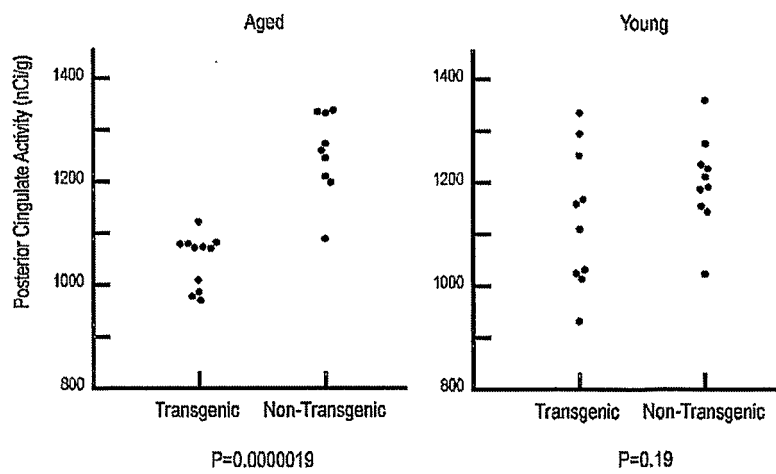 Aged
Posterior Cingulate Activity (nCi/g)
1400
1200
1000
800
Transgenic Non-Transgenic
P=0.0000019
Young
1400
1200
1000
800
Transgenic Non-Transgenic
P=0.19